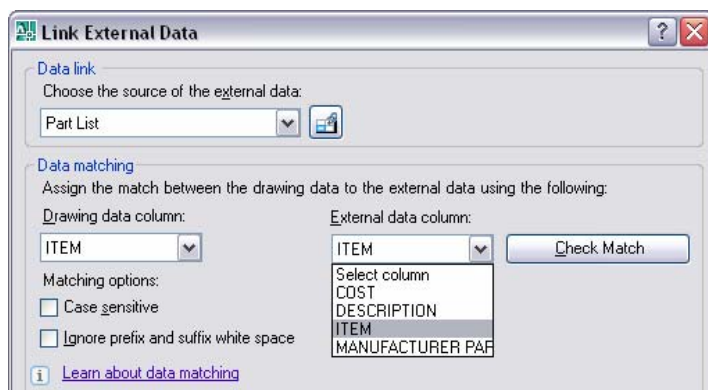 Link External Data
Data link
Choose the source of the external data:
Part List
Data matching
Assign the match between the drawing data to the external data using the following:
Drawing data column:
External data column:
ITEM
ITEM
Check Match
Matching options:
Select column
COST
DESCRIPTION
ITEM
MANUFACTURER PAR
Case sensitive
Ignore prefix and suffix white space
Learn about data matching